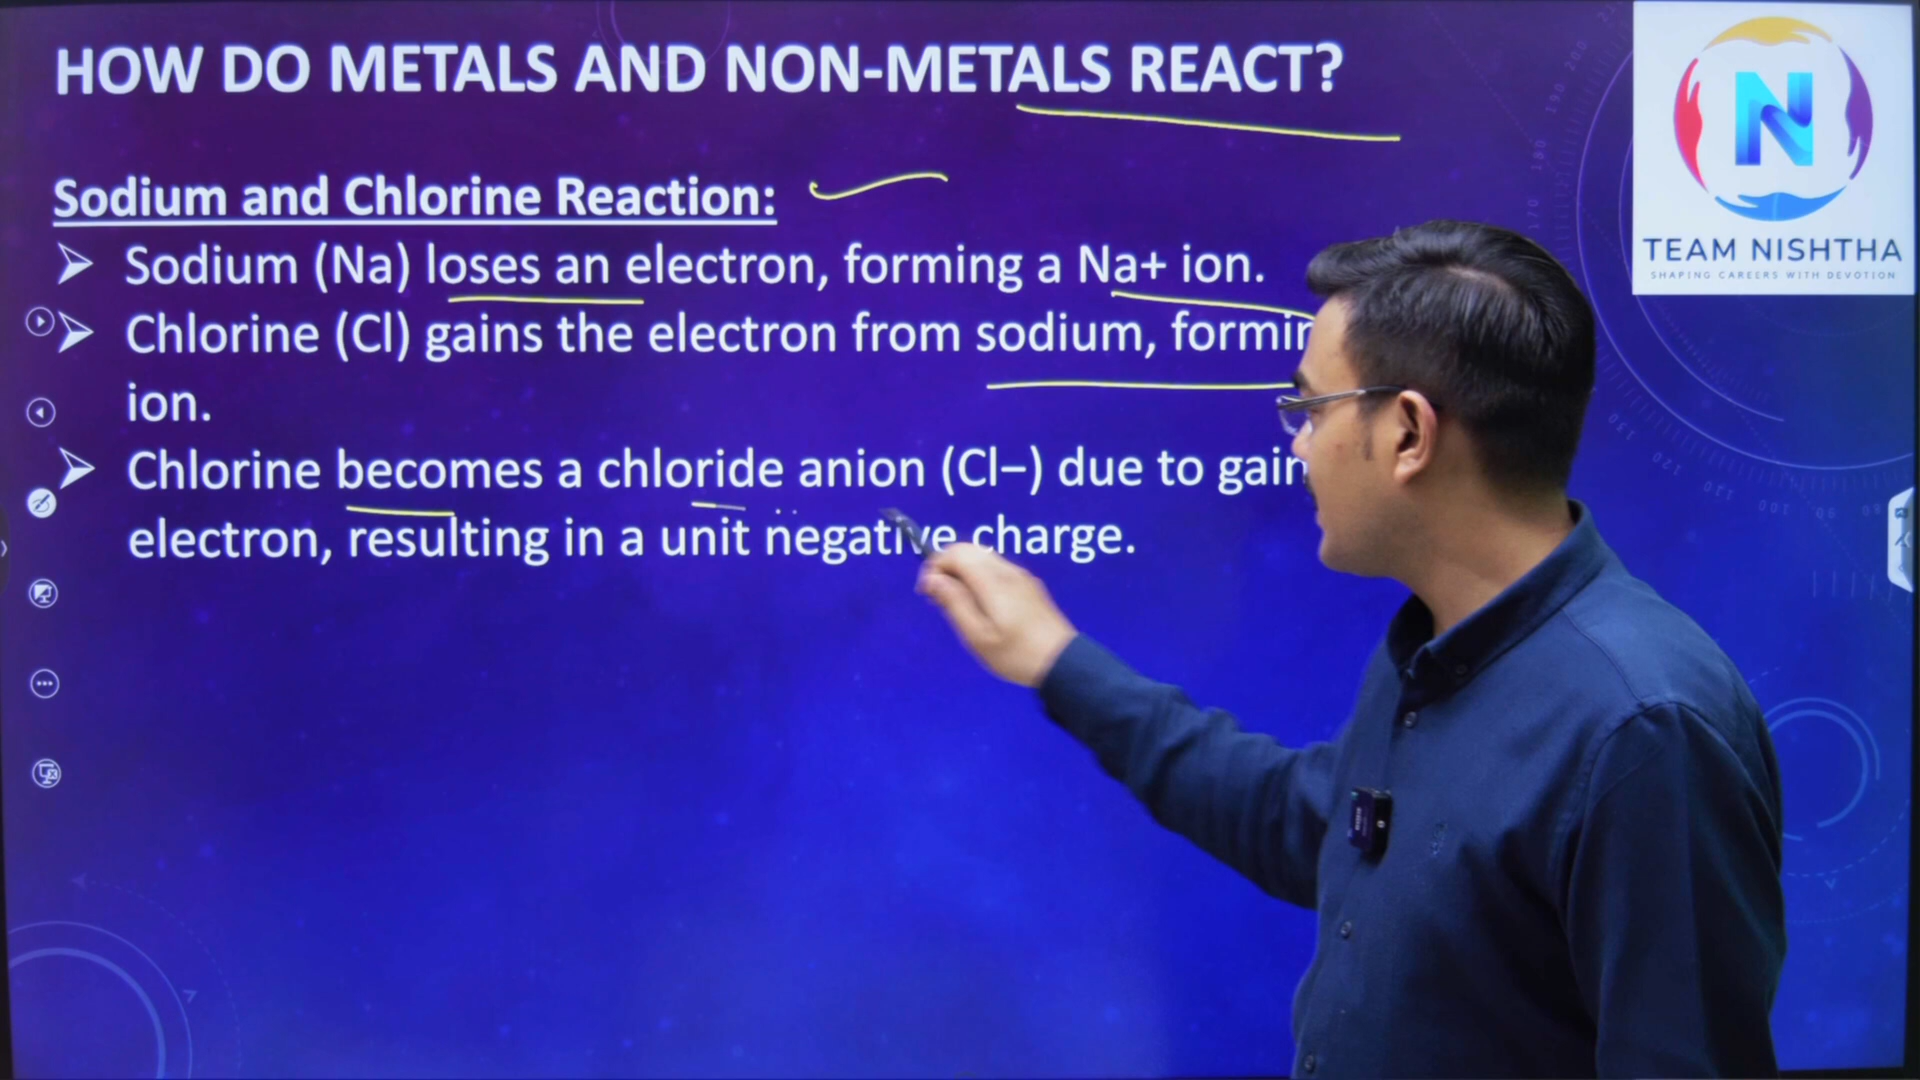 HOW DO METALS AND NON-METALS REACT?
Sodium and Chlorine Reaction:
Sodium (Na) loses an electron, forming a Na+ ion.
Chlorine (Cl) gains the electron from sodium,
ion.
Chlorine becomes a chloride anion (Cl–) due to
electron, resulting in a unit negative charge.
N
TEAM NISHTHA
SHAPING CAREERS WITH DEVOTION